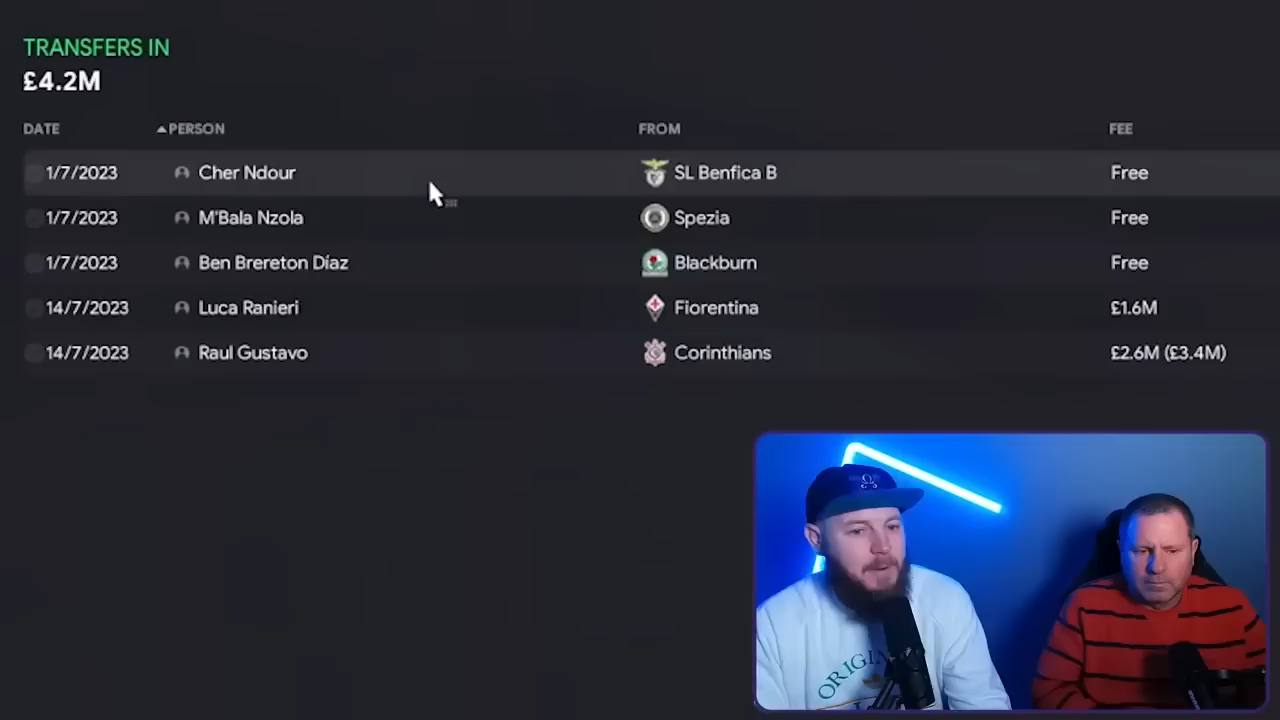 TRANSFERS IN
£4.2M
DATE PERSON FROM FEE
1/7/2023 Cher Ndour SL Benfica B Free
1/7/2023 M'Bala Nzola Spezia Free
1/7/2023 Ben Brereton Díaz Blackburn Free
14/7/2023 Luca Ranieri Fiorentina £1.6M
14/7/2023 Raul Gustavo Corinthians £2.6M (£3.4M)
ORIGIN